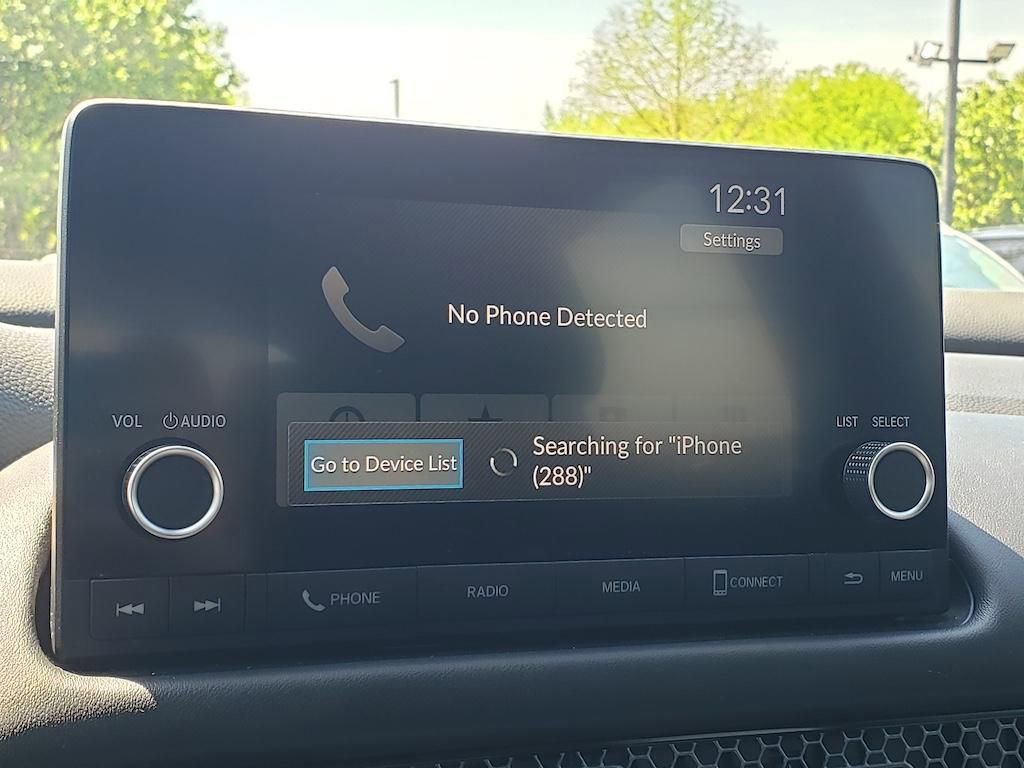 12:31
Settings
No Phone Detected
VOL AUDIO
LIST SELECT
Go to Device List
Searching for "iPhone
(288)"
PHONE
RADIO
MEDIA
CONNECT
MENU